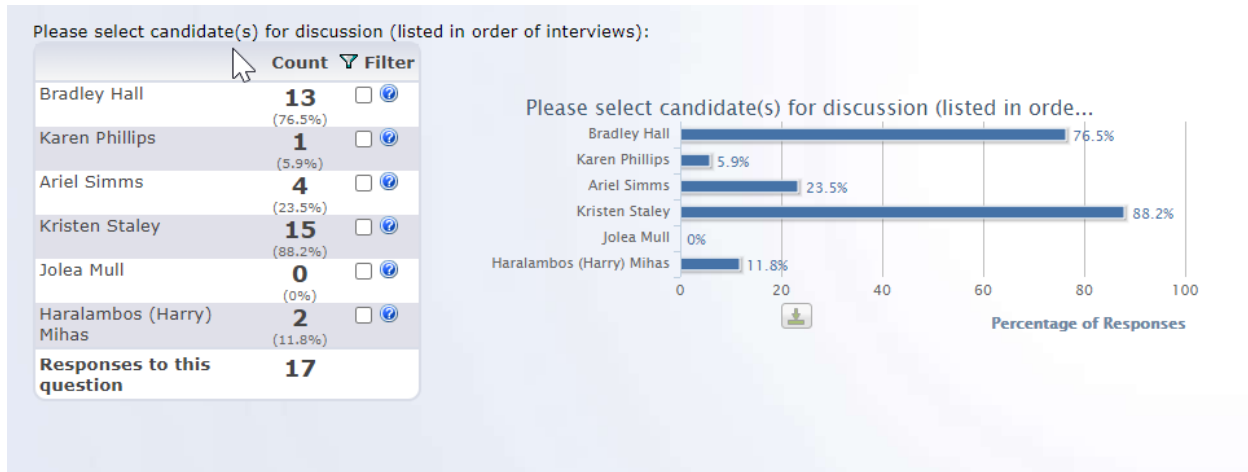 Please select candidate(s) for discussion (listed in order of interviews):
Count Filter
Bradley Hall 13
(76.5%)
Karen Phillips 1
(5.9%)
Ariel Simms 4
(23.5%)
Kristen Staley 15
(88.2%)
Jolea Mull 0
(0%)
Haralambos (Harry) 2
Mihas (11.8%)
Responses to this 17
question
Please select candidate(s) for discussion (listed in orde...
Bradley Hall 76.5%
Karen Phillips 5.9%
Ariel Simms 23.5%
Kristen Staley 88.2%
Jolea Mull 0%
Haralambos (Harry) Mihas 11.8%
0 20 40 60 80 100
Percentage of Responses